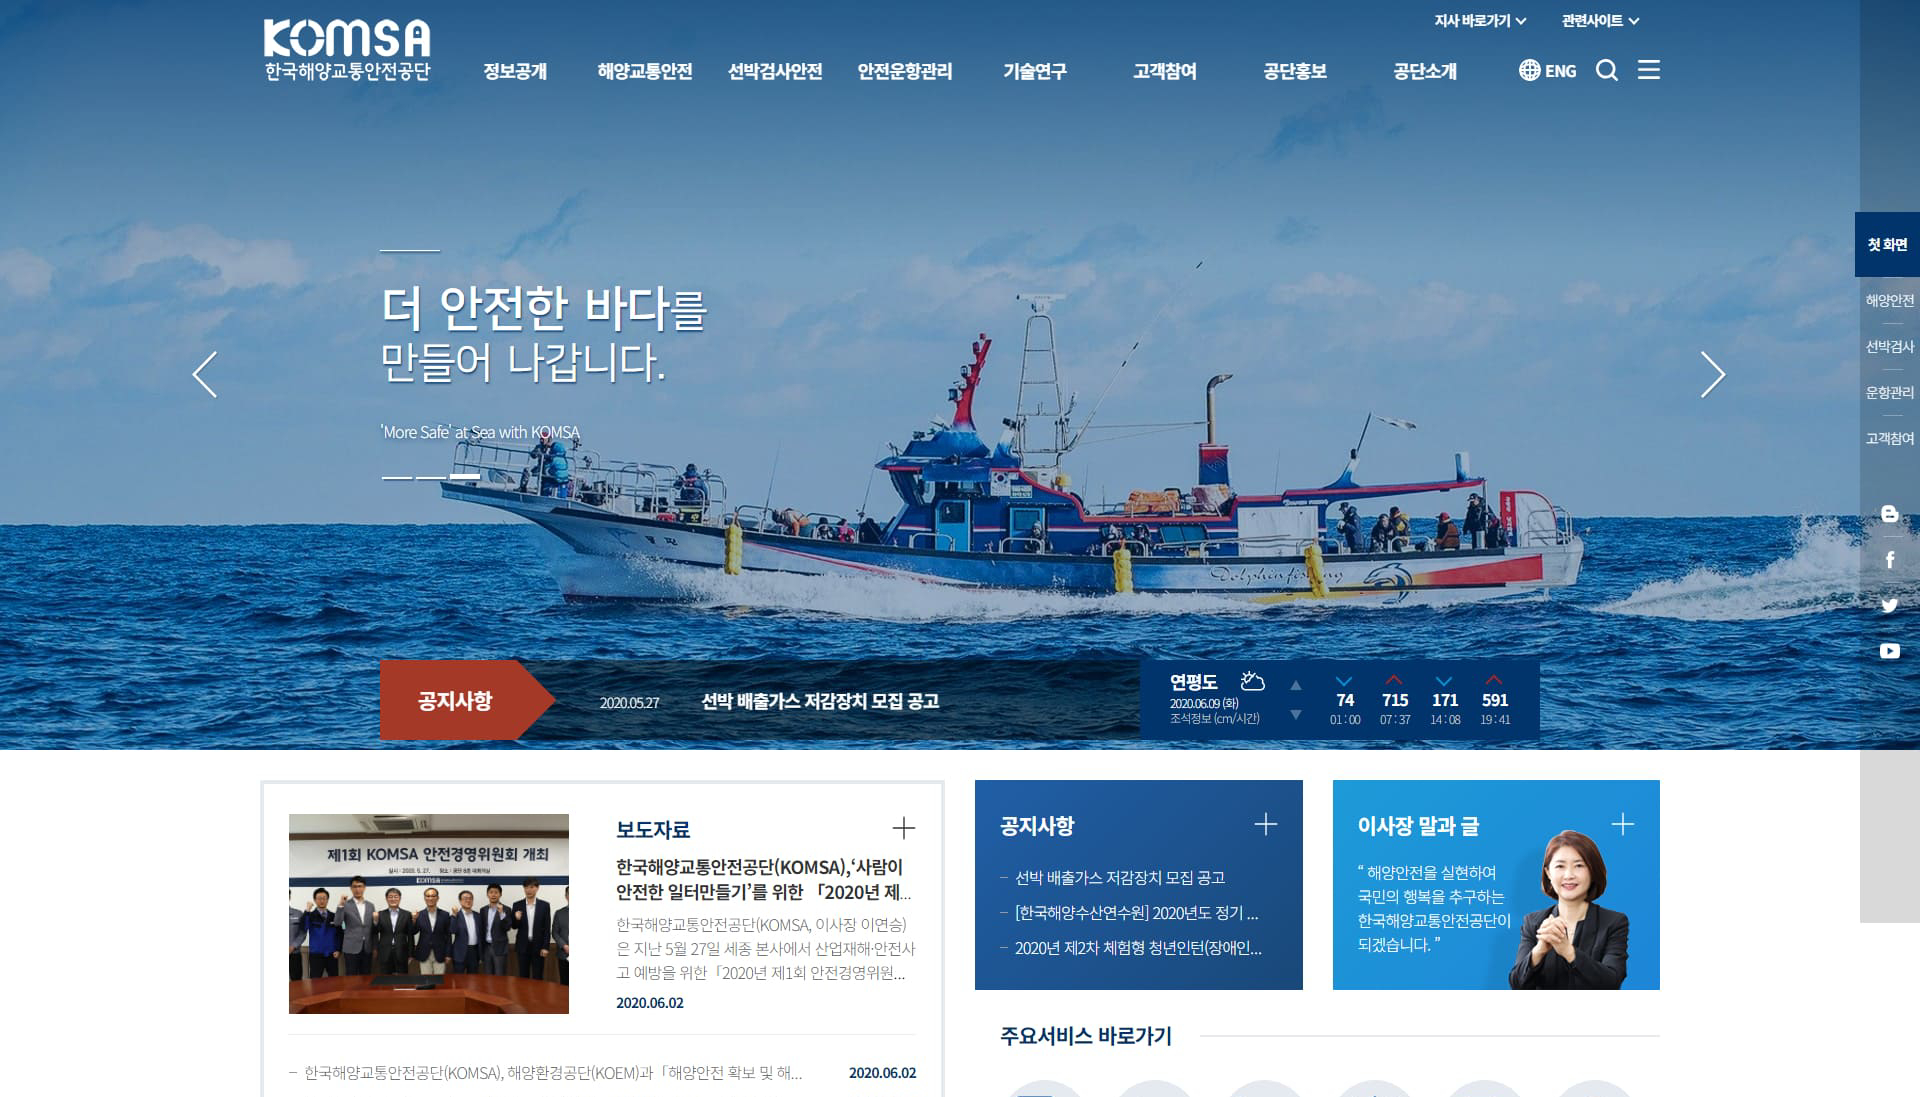 지사 바로가기
관련사이트
KOMSA
한국해양교통안전공단
정보공개
해양교통안전
선박검사안전
안전운항관리
기술연구
고객참여
공단홍보
공단소개
ENG
첫 화면
해양안전
선박검사
운항관리
고객참여
더 안전한 바다를
만들어 나갑니다.
'More Safe' at Sea with KOMSA
Dolphin fishing
공지사항
2020.05.27
선박 배출가스 저감장치 모집 공고
연평도
2020.06.09 (화)
조석정보 (cm/시간)
74
715
171
591
01 : 00
07 : 37
14 : 08
19 : 41
제1회 KOMSA 안전경영위원회 개최
보도자료
한국해양교통안전공단(KOMSA),‘사람이
안전한 일터만들기’를 위한 「2020년 제...
한국해양교통안전공단(KOMSA, 이사장 이연승)
은 지난 5월 27일 세종 본사에서 산업재해·안전사
고 예방을 위한「2020년 제1회 안전경영위원...
2020.06.02
한국해양교통안전공단(KOMSA), 해양환경공단(KOEM)과「해양안전 확보 및 해...
2020.06.02
공지사항
선박 배출가스 저감장치 모집 공고
[한국해양수산연수원] 2020년도 정기 ...
2020년 제2차 체험형 청년인턴(장애인...
이사장 말과 글
“ 해양안전을 실현하여
국민의 행복을 추구하는
한국해양교통안전공단이
되겠습니다. ”
주요서비스 바로가기